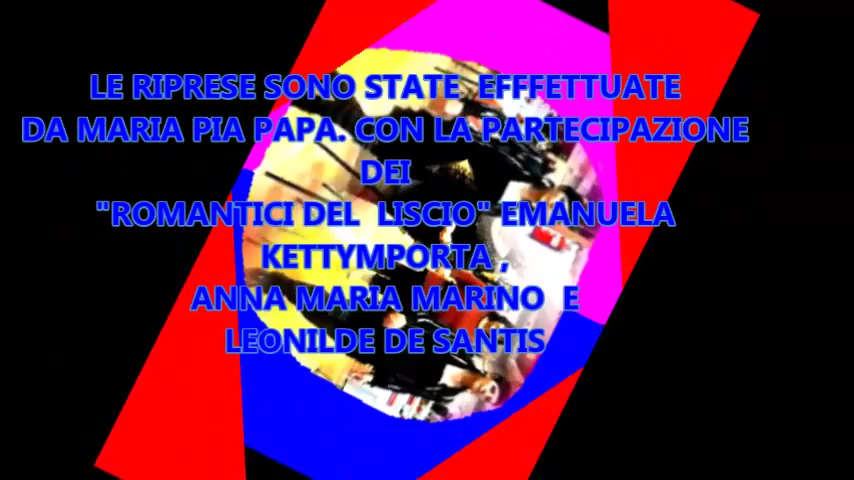 LE RIPRESE SONO STATE EFFFETTUATE
DA MARIA PIA PAPA. CON LA PARTECIPAZIONE
DEI
"ROMANTICI DEL LISCIO" EMANUELA
KETTYMPORTA ,
ANNA MARIA MARINO E
LEONILDE DE SANTIS